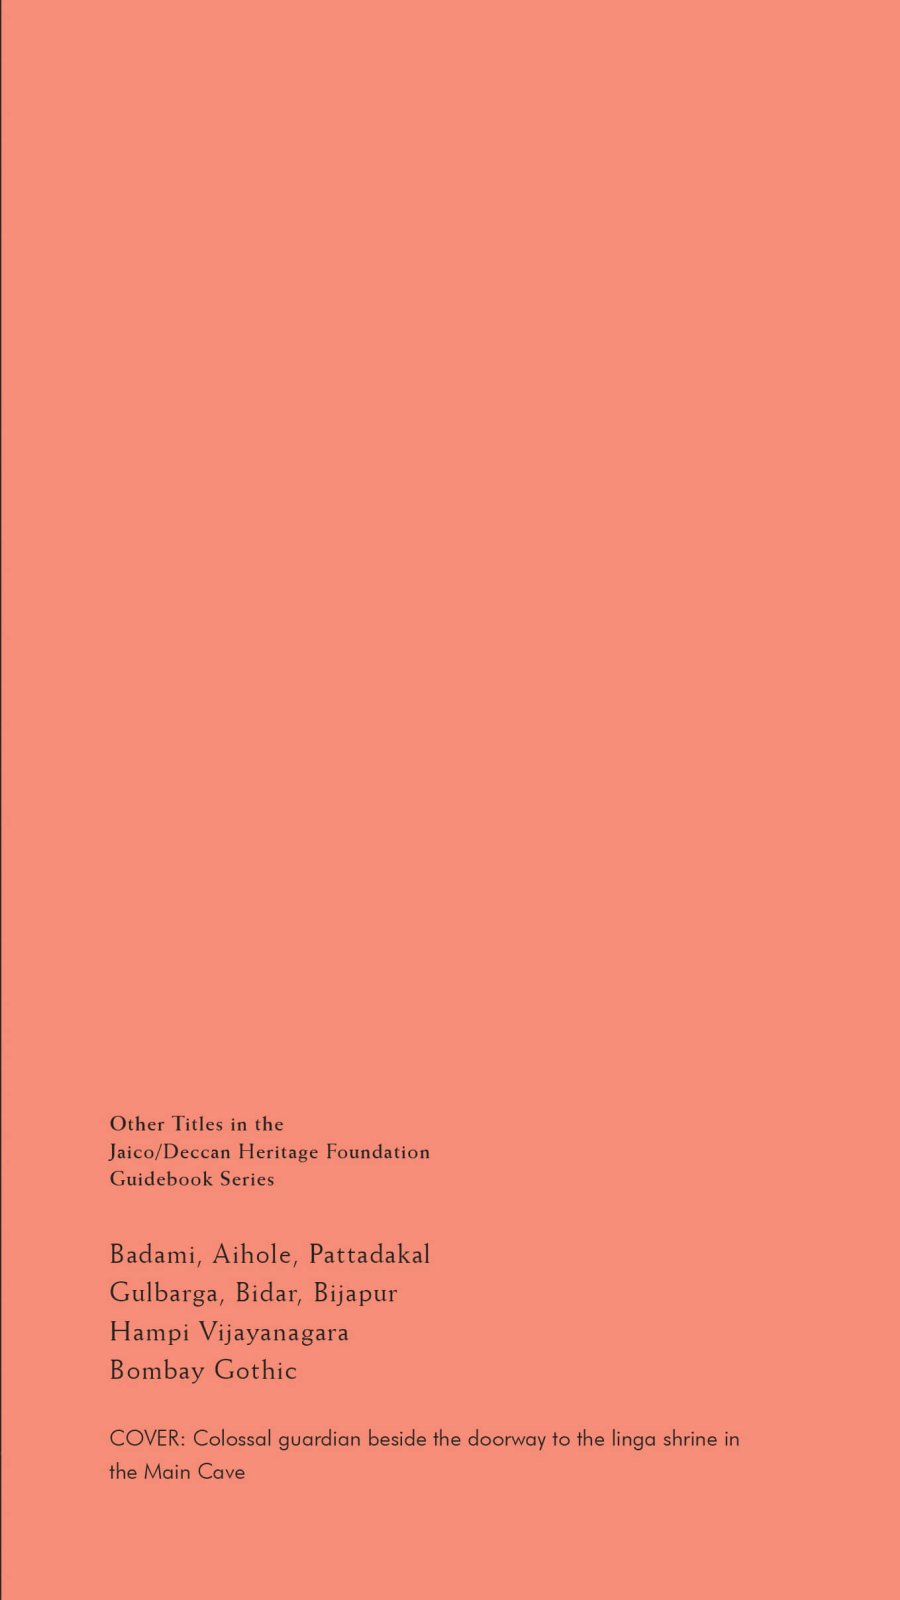 Other Titles in the
Jaico/Deccan Heritage Foundation
Guidebook Series
Badami, Aihole, Pattadakal
Gulbarga, Bidar, Bijapur
Hampi Vijayanagara
Bombay Gothic
COVER: Colossal guardian beside the doorway to the linga shrine in
the Main Cave